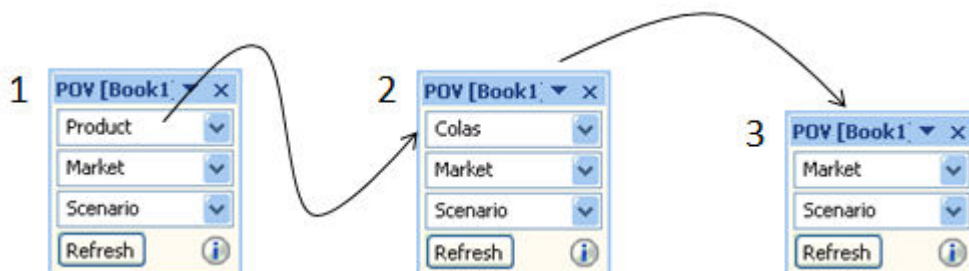 1
POV [Book1]
Product
Market
Scenario
Refresh
2
POV [Book1]
Colas
Market
Scenario
Refresh
3
POV [Book1]
Market
Scenario
Refresh